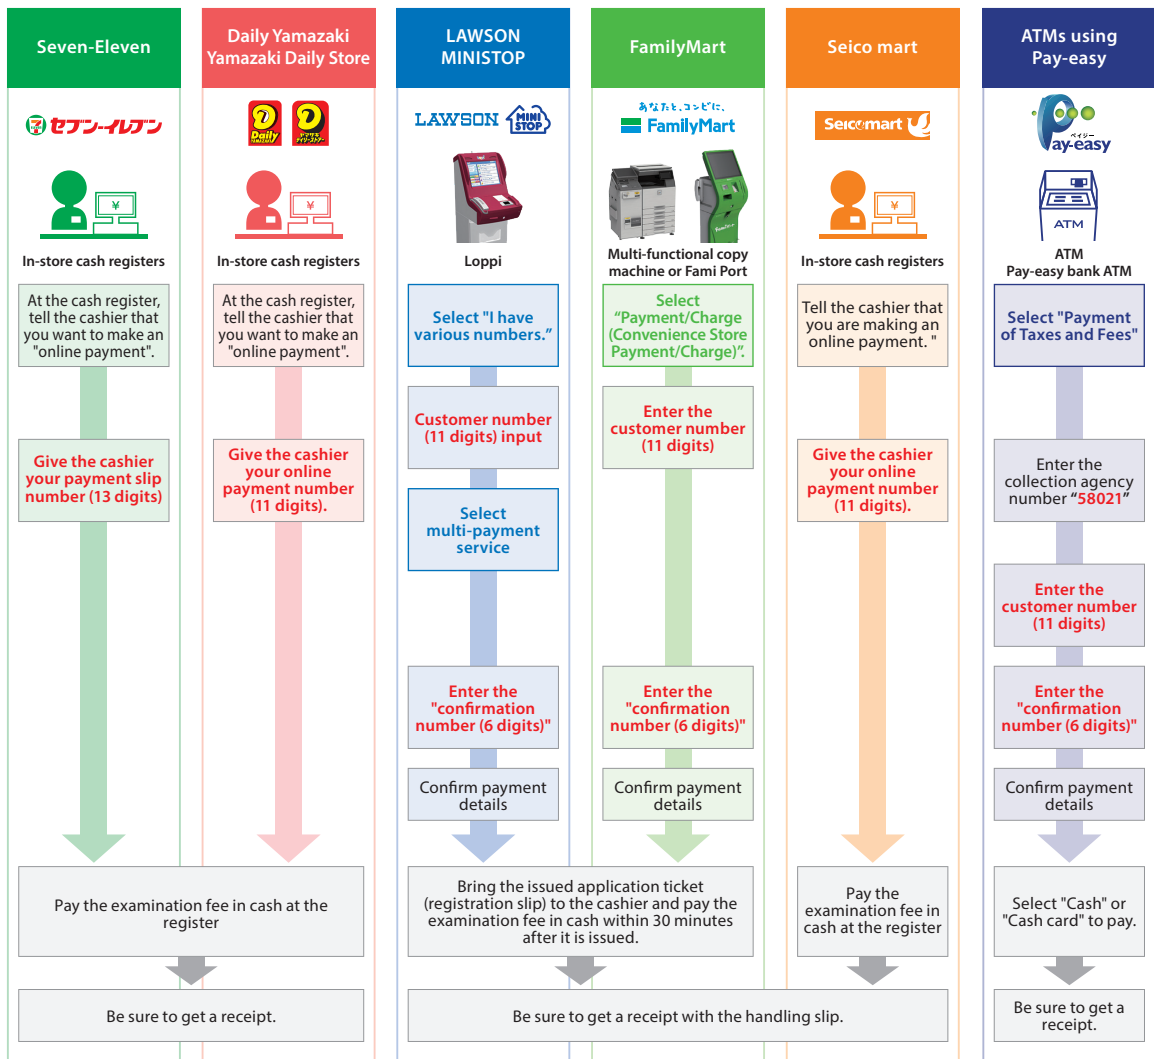 Seven-Eleven
Daily Yamazaki
Yamazaki Daily Store
LAWSON
MINISTOP
FamilyMart
Seico mart
ATMs using
Pay-easy
セブン-イレブン
Daily
YAMAZAKI
ヤマザキ
デイリーストアー
LAWSON
MINI
STOP
あなたと、コンビに、
FamilyMart
Seicomart
ペイジー
Pay-easy
¥
¥
¥
ATM
FamiPort
In-store cash registers
In-store cash registers
Loppi
Multi-functional copy
machine or Fami Port
In-store cash registers
ATM
Pay-easy bank ATM
At the cash register,
tell the cashier that
you want to make an
"online payment".
Give the cashier
your payment slip
number (13 digits)
At the cash register,
tell the cashier that
you want to make an
"online payment".
Give the cashier
your online
payment number
(11 digits).
Pay the examination fee in cash at the
register
Be sure to get a receipt.
Select "I have
various numbers.”
Customer number
(11 digits) input
Select
multi-payment
service
Enter the
"confirmation
number (6 digits)"
Confirm payment
details
Select
“Payment/Charge
(Convenience Store
Payment/Charge)”.
Enter the
customer number
(11 digits)
Enter the
"confirmation
number (6 digits)"
Confirm payment
details
Bring the issued application ticket
(registration slip) to the cashier and pay the
examination fee in cash within 30 minutes
after it is issued.
Tell the cashier that
you are making an
online payment. "
Give the cashier
your online
payment number
(11 digits).
Pay the
examination fee in
cash at the register
Be sure to get a receipt with the handling slip.
Select "Payment
of Taxes and Fees"
Enter the
collection agency
number “58021”
Enter the
customer number
(11 digits)
Enter the
"confirmation
number (6 digits)"
Confirm payment
details
Select "Cash" or
"Cash card" to pay.
Be sure to get a
receipt.